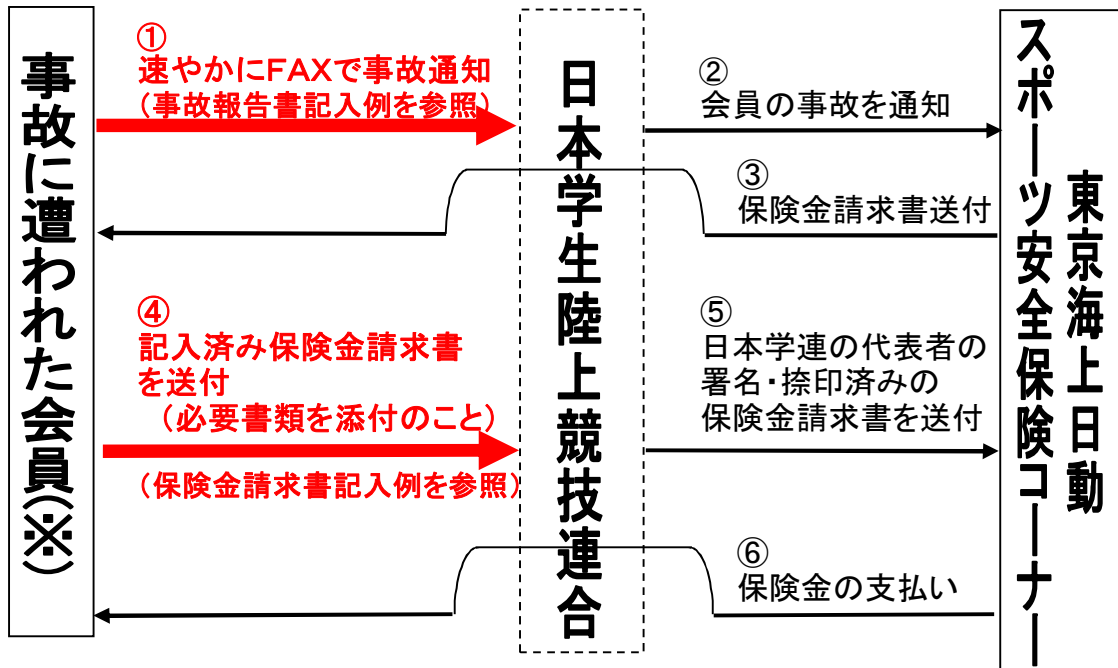 事故に遭われた会員(※)
①
速やかにFAXで事故通知
(事故報告書記入例を参照)
日本学生陸上競技連合
②
会員の事故を通知
③
保険金請求書送付
④
記入済み保険金請求書
を送付
(必要書類を添付のこと)
(保険金請求書記入例を参照)
⑤
日本学連の代表者の
署名・捺印済みの
保険金請求書を送付
⑥
保険金の支払い
東京海上日動
スポーツ安全保険コーナー